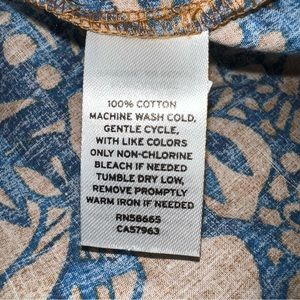 100% COTTON
MACHINE WASH COLD,
GENTLE CYCLE,
WITH LIKE COLORS
ONLY NON-CHLORINE
BLEACH IF NEEDED
TUMBLE DRY LOW,
REMOVE PROMPTLY
WARM IRON IF NEEDED
RN58665
CA57963